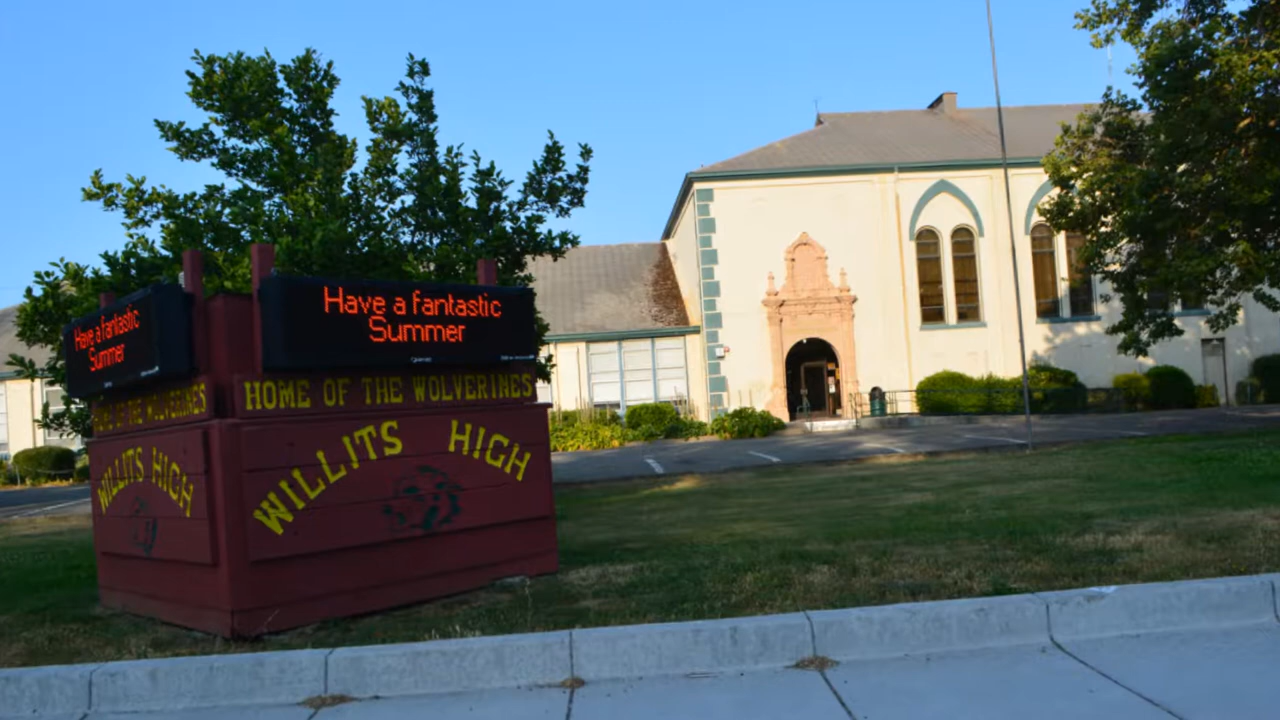 Have a fantastic
Summer
HOME OF THE WOLVERINES
WILLITS HIGH
Have a fantastic
Summer
HOME OF THE WOLVERINES
WILLITS HIGH